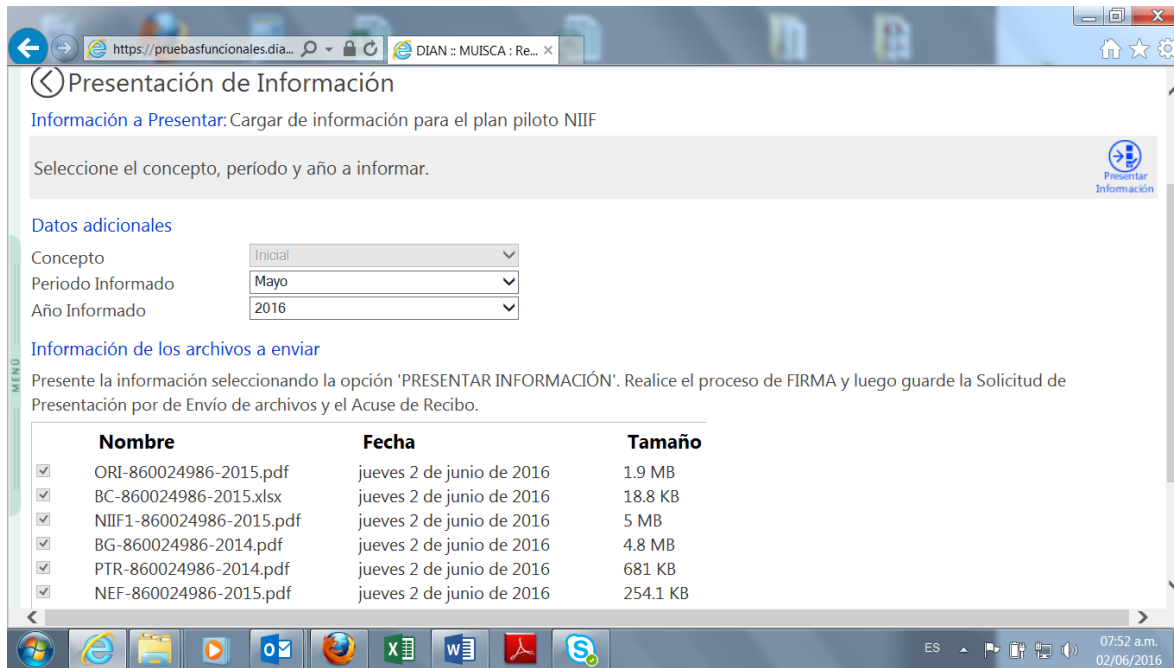 https://pruebasfuncionales.dia...
DIAN :: MUISCA : Re...
Presentación de Información
Información a Presentar: Cargar de información para el plan piloto NIIF
Seleccione el concepto, período y año a informar.
Presentar
Información
Datos adicionales
Concepto Inicial
Periodo Informado Mayo
Año Informado 2016
MENÚ
Información de los archivos a enviar
Presente la información seleccionando la opción 'PRESENTAR INFORMACIÓN'. Realice el proceso de FIRMA y luego guarde la Solicitud de
Presentación por de Envío de archivos y el Acuse de Recibo.
Nombre Fecha Tamaño
ORI-860024986-2015.pdf jueves 2 de junio de 2016 1.9 MB
BC-860024986-2015.xlsx jueves 2 de junio de 2016 18.8 KB
NIIF1-860024986-2015.pdf jueves 2 de junio de 2016 5 MB
BG-860024986-2014.pdf jueves 2 de junio de 2016 4.8 MB
PTR-860024986-2014.pdf jueves 2 de junio de 2016 681 KB
NEF-860024986-2015.pdf jueves 2 de junio de 2016 254.1 KB
ES
07:52 a.m.
02/06/2016